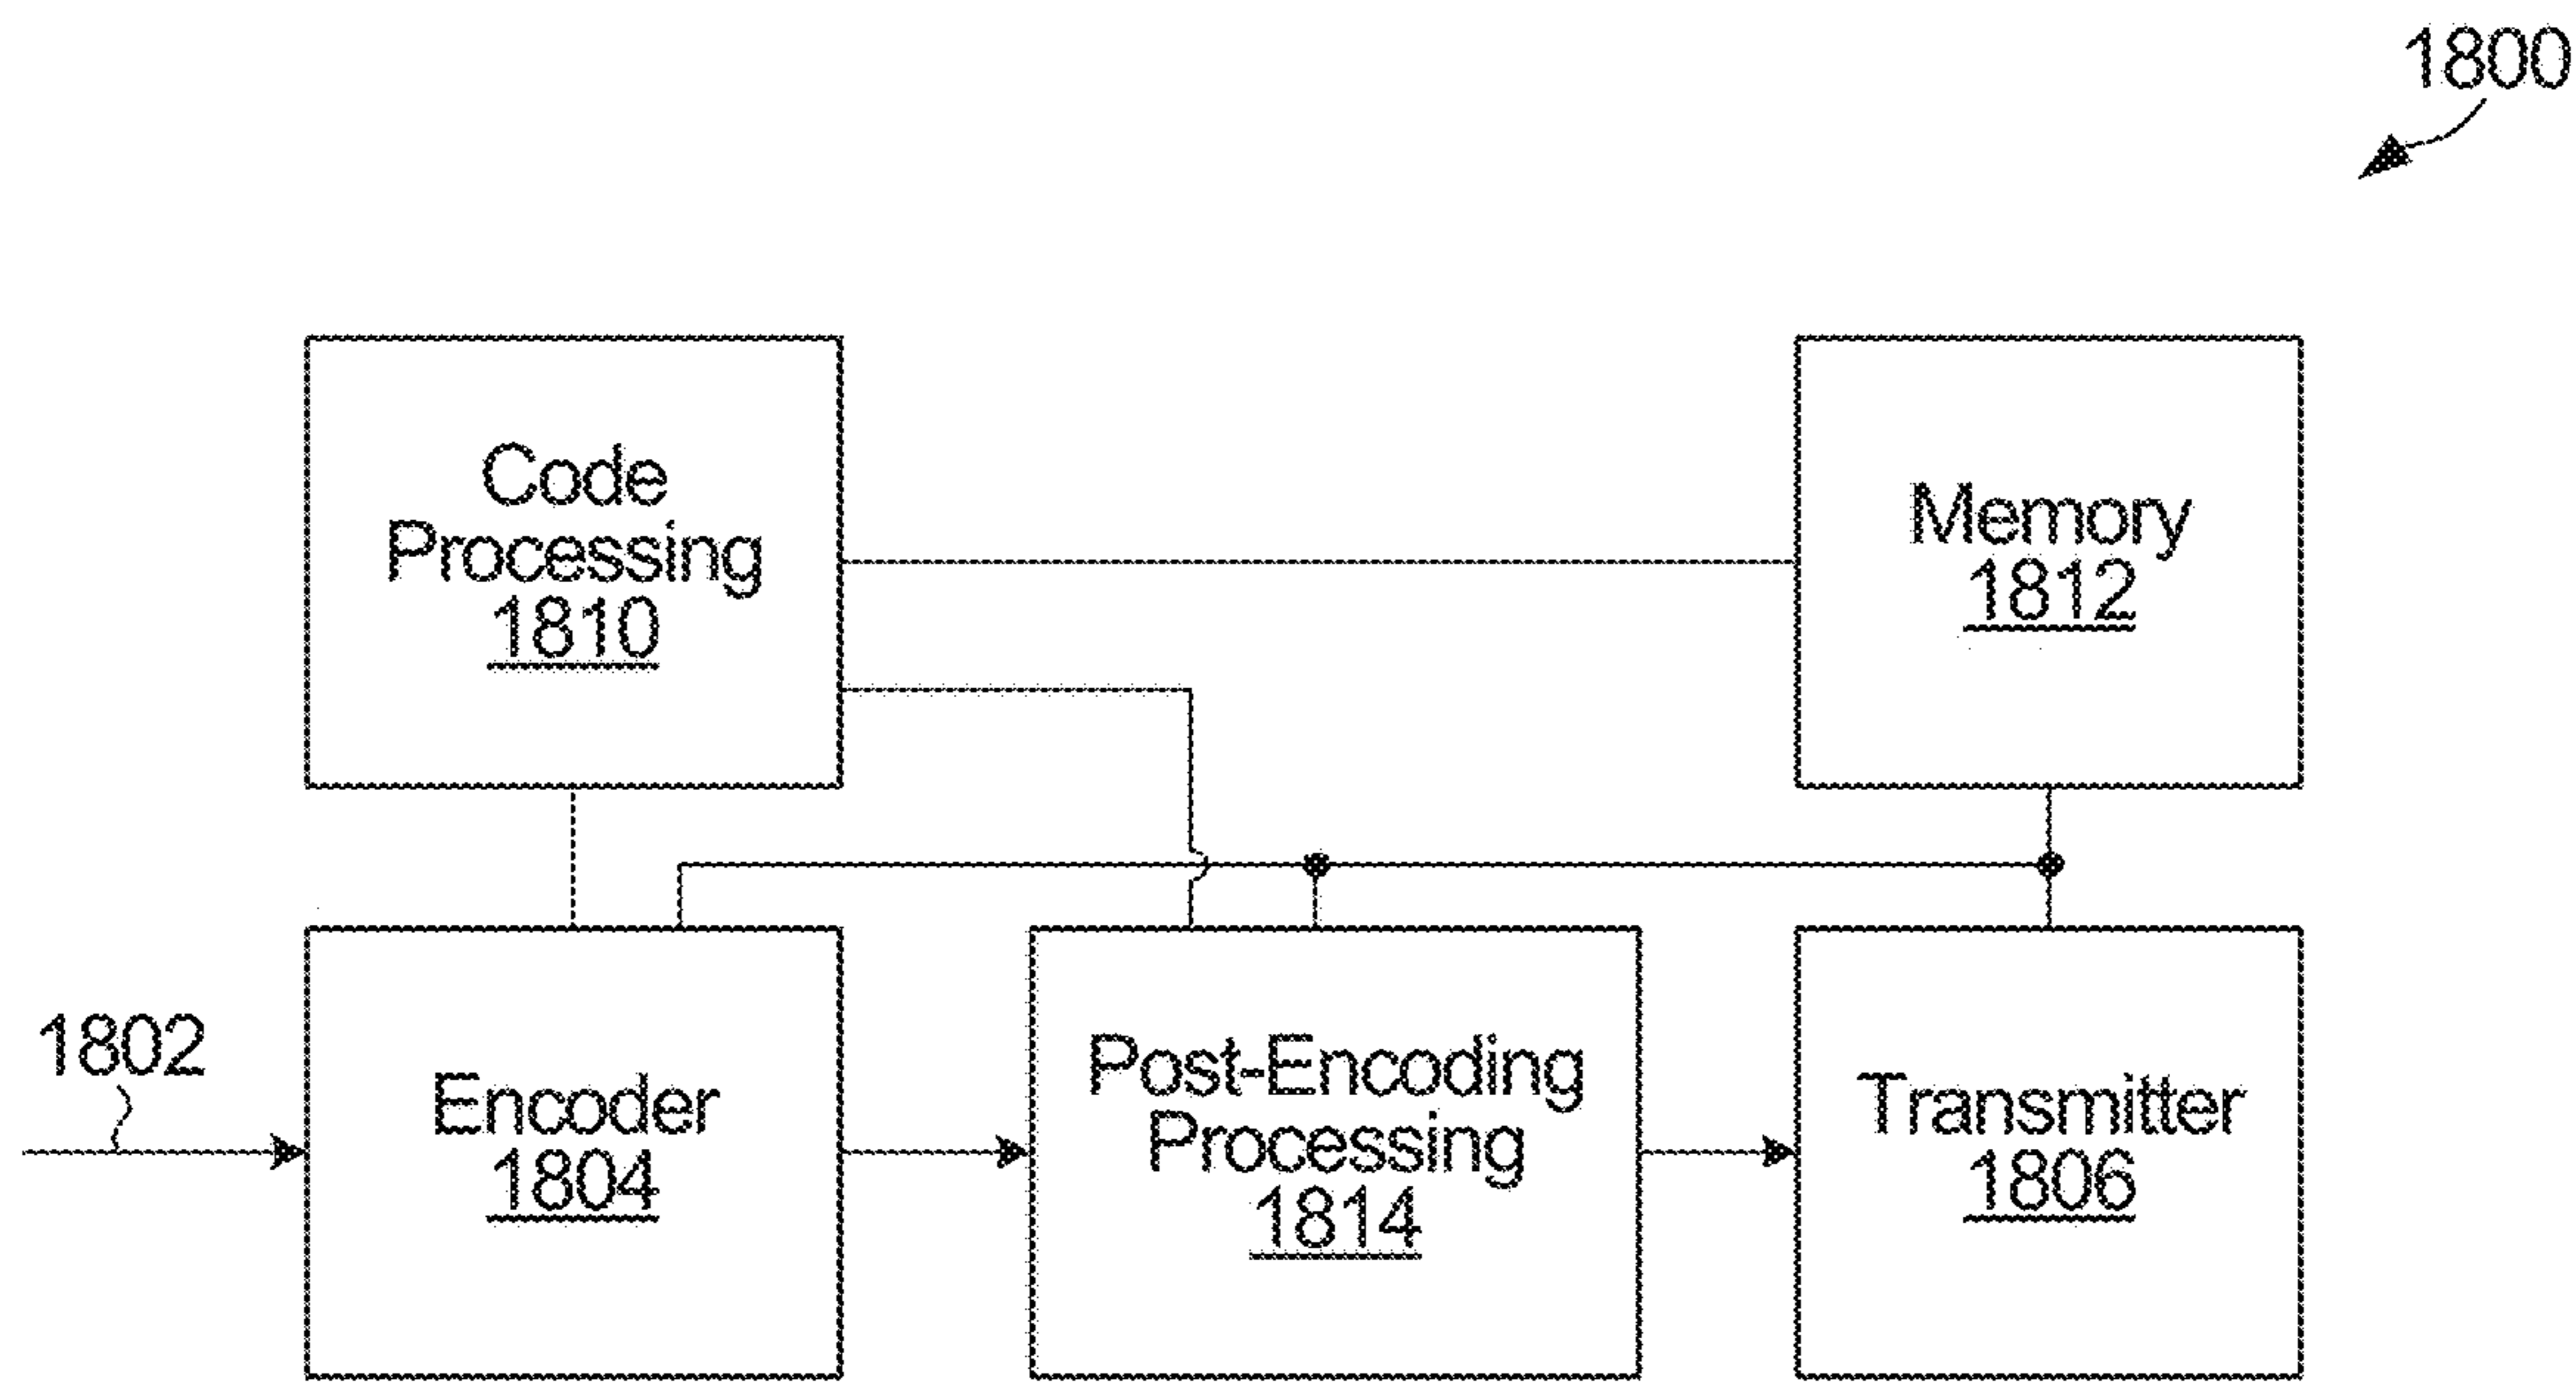 1800
Code
Processing
1810
Memory
1812
1802
Encoder
1804
Post-Encoding
Processing
1814
Transmitter
1806